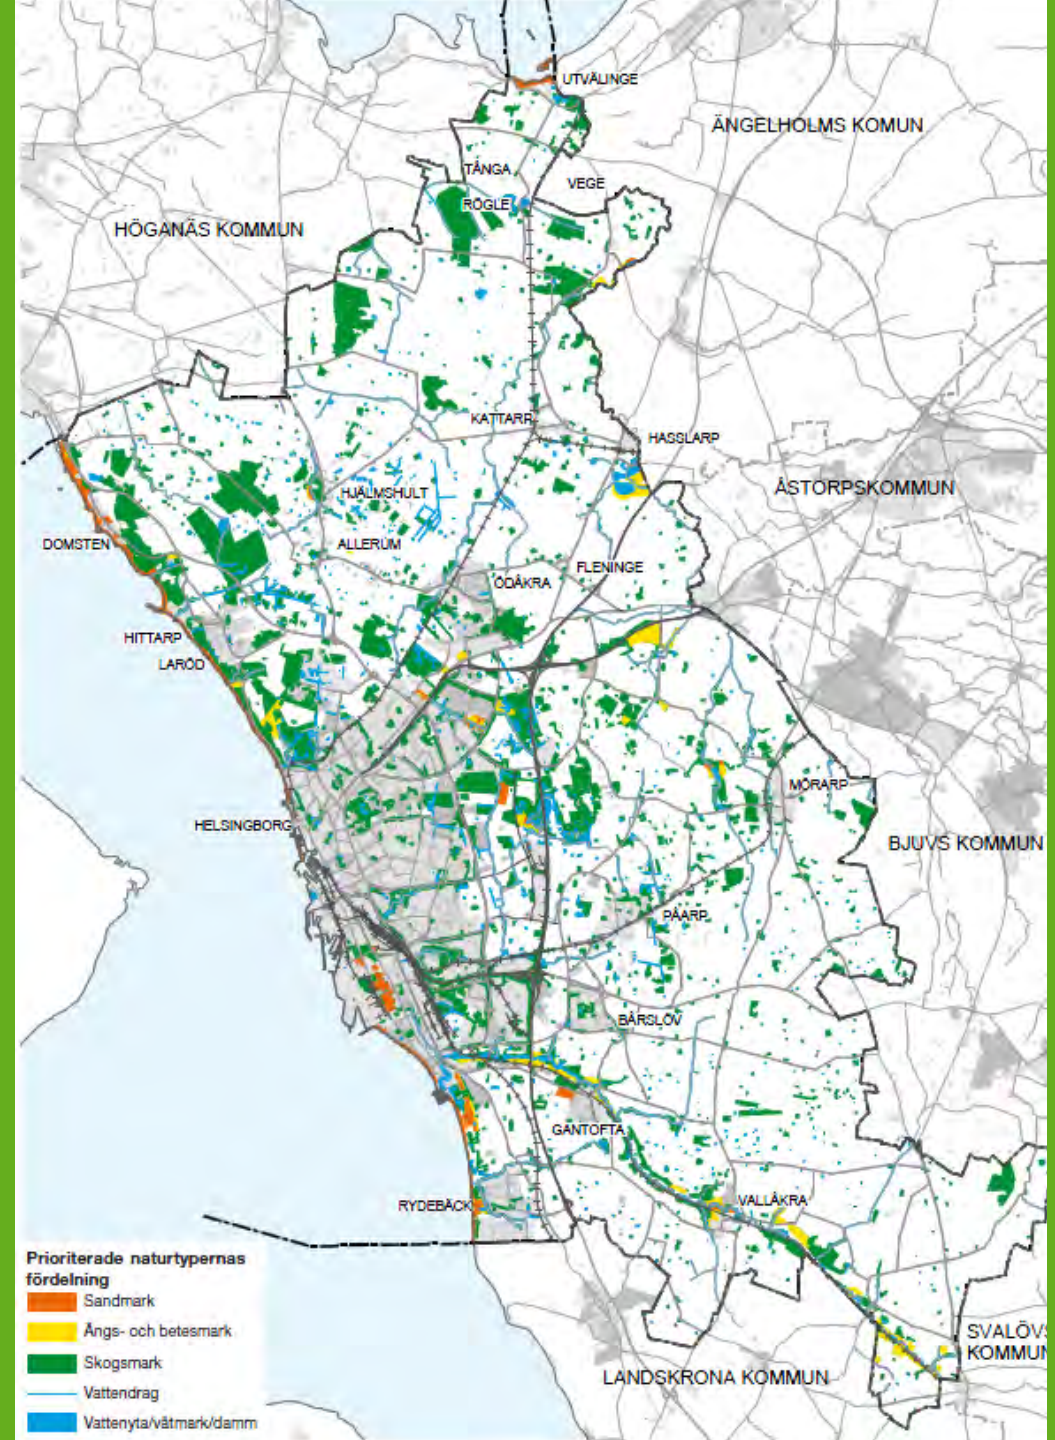 UTVÄLINGE
ÄNGELHOLMS KOMUN
TÅNGA
VEGE
RÖGLE
HÖGANÄS KOMMUN
KATTARP
HASSLARP
HJÄLMSHULT
ÅSTORPSKOMMUN
DOMSTEN
ALLERUM
FLENINGE
ÖDÅKRA
HITTARP
LARÖD
MÖRARP
HELSINGBORG
BJUVS KOMMUN
PÅARP
BÅRSLÖV
GANTOFTA
RYDEBÄCK
VALLÅKRA
Prioriterade naturtypernas
fördelning
Sandmark
Ängs- och betesmark
Skogsmark
Vattendrag
Vattenyta/våtmark/damm
SVALÖVS
KOMMUN
LANDSKRONA KOMMUN